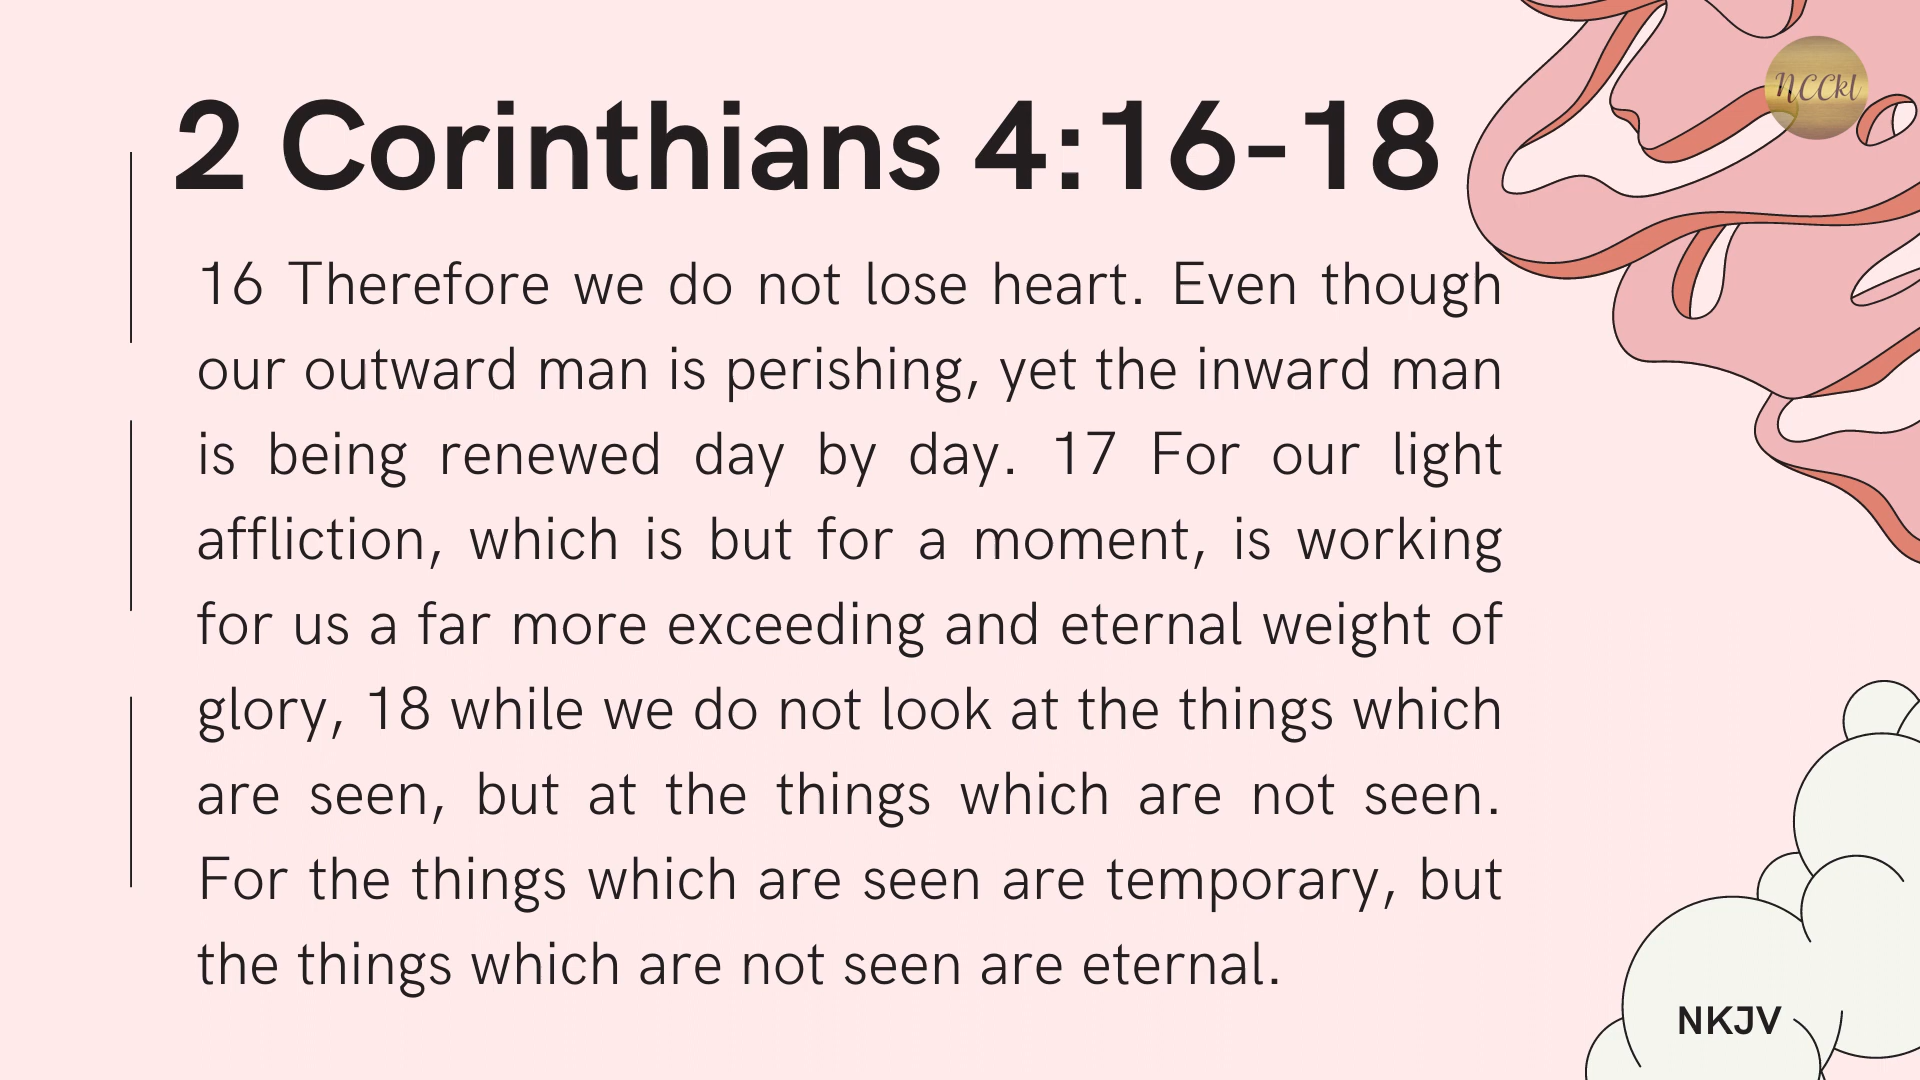 NCCkl
2 Corinthians 4:16-18
16 Therefore we do not lose heart. Even though
our outward man is perishing, yet the inward man
is being renewed day by day. 17 For our light
affliction, which is but for a moment, is working
for us a far more exceeding and eternal weight of
glory, 18 while we do not look at the things which
are seen, but at the things which are not seen.
For the things which are seen are temporary, but
the things which are not seen are eternal.
NKJV